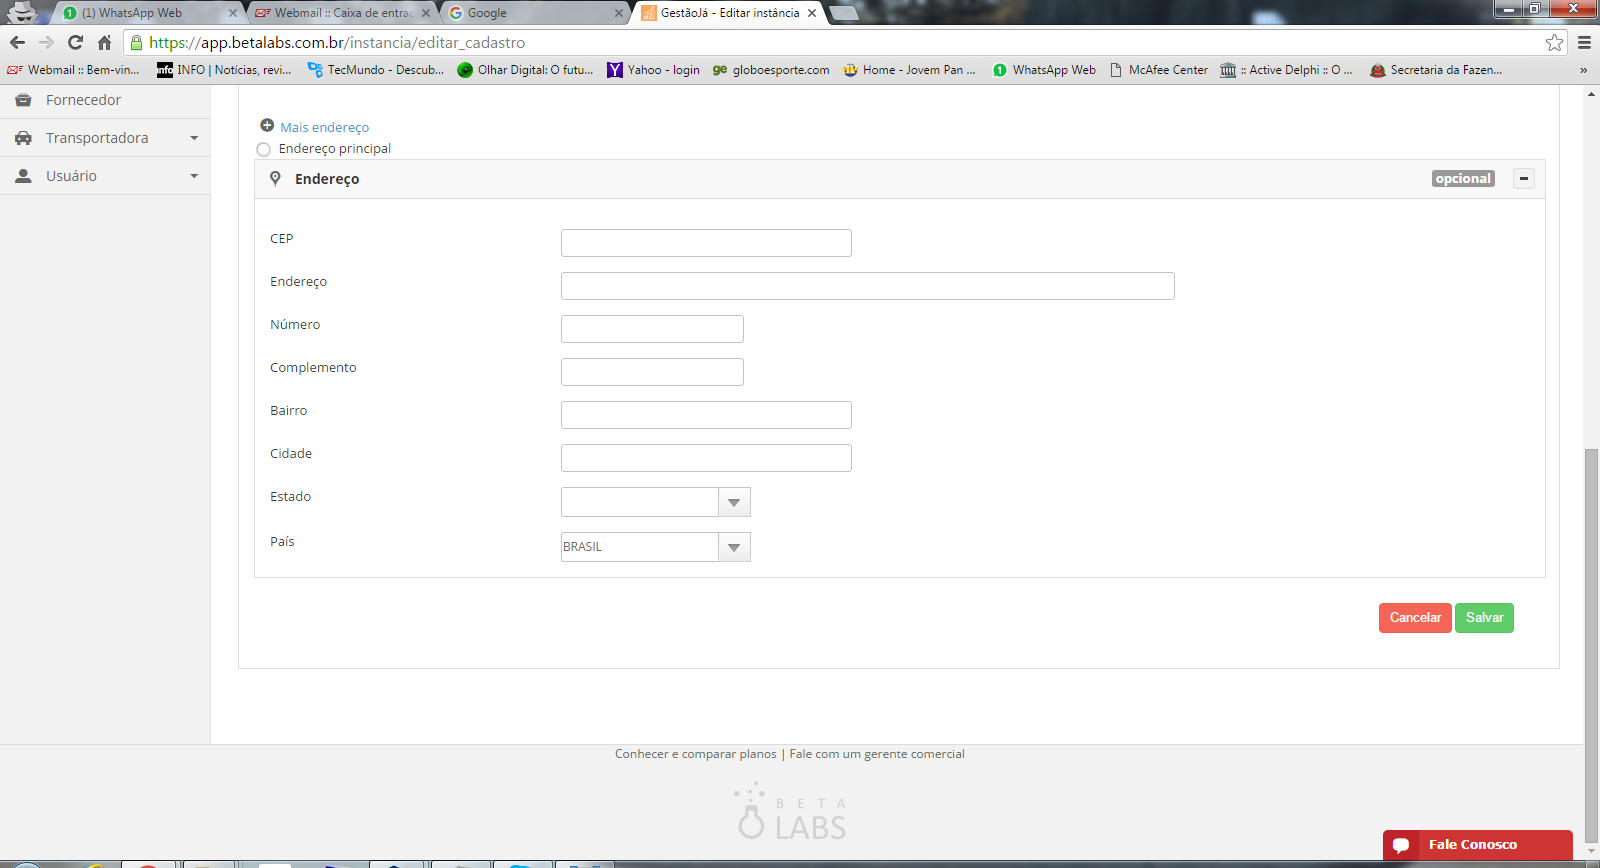 (1) WhatsApp Web
Webmail :: Caixa de entrac
Google
GestãoJá - Editar instância
https://app.betalabs.com.br/instancia/editar_cadastro
Webmail :: Bem-vin...
INFO | Notícias, revi...
TecMundo - Descub...
Olhar Digital: O futu...
Yahoo - login
globoesporte.com
Home - Jovem Pan ...
WhatsApp Web
McAfee Center
:: Active Delphi :: O ...
Secretaria da Fazen...
»
Fornecedor
Transportadora
Usuário
Mais endereço
Endereço principal
Endereço
opcional
CEP
Endereço
Número
Complemento
Bairro
Cidade
Estado
País
BRASIL
Cancelar
Salvar
Conhecer e comparar planos | Fale com um gerente comercial
BETA
LABS
Fale Conosco